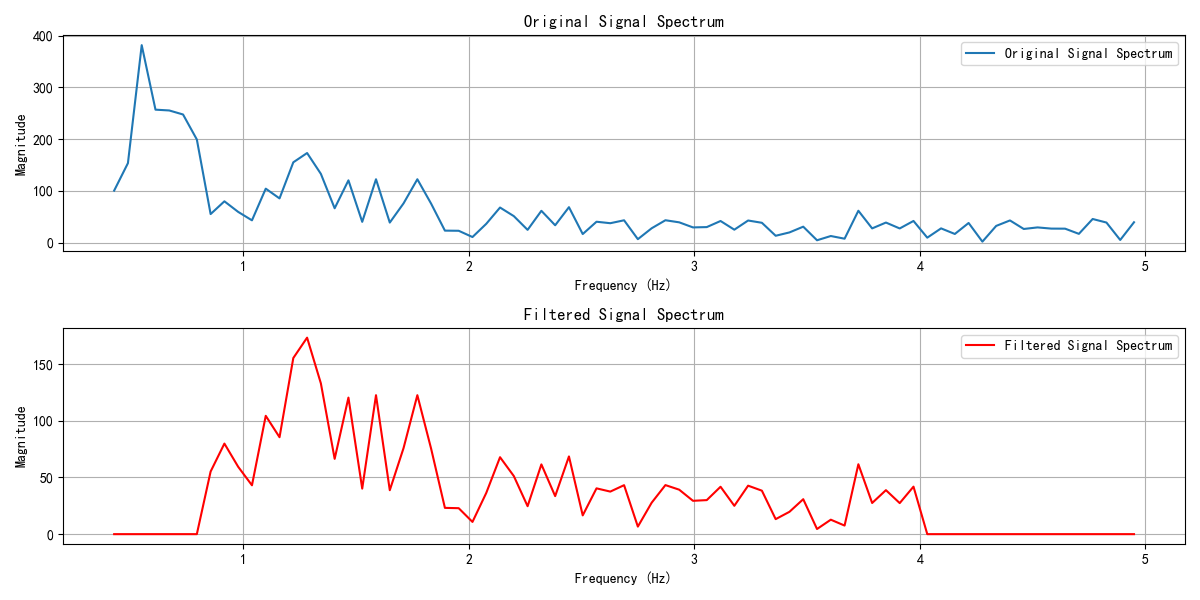 Original Signal Spectrum
400
300
200
100
0
Magnitude
Original Signal Spectrum
1 2 3 4 5
Frequency (Hz)
Filtered Signal Spectrum
150
100
50
0
Magnitude
Filtered Signal Spectrum
1 2 3 4 5
Frequency (Hz)